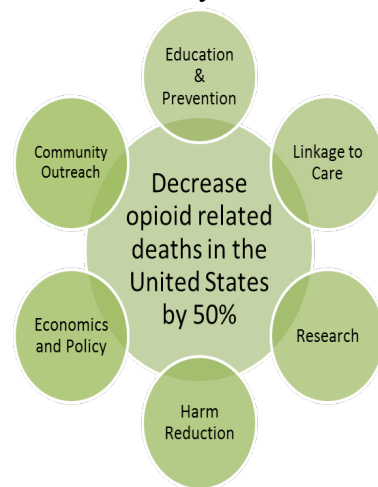 Education
&
Prevention
Linkage to
Care
Research
Harm
Reduction
Economics
and Policy
Community
Outreach
Decrease
opioid related
deaths in the
United States
by 50%